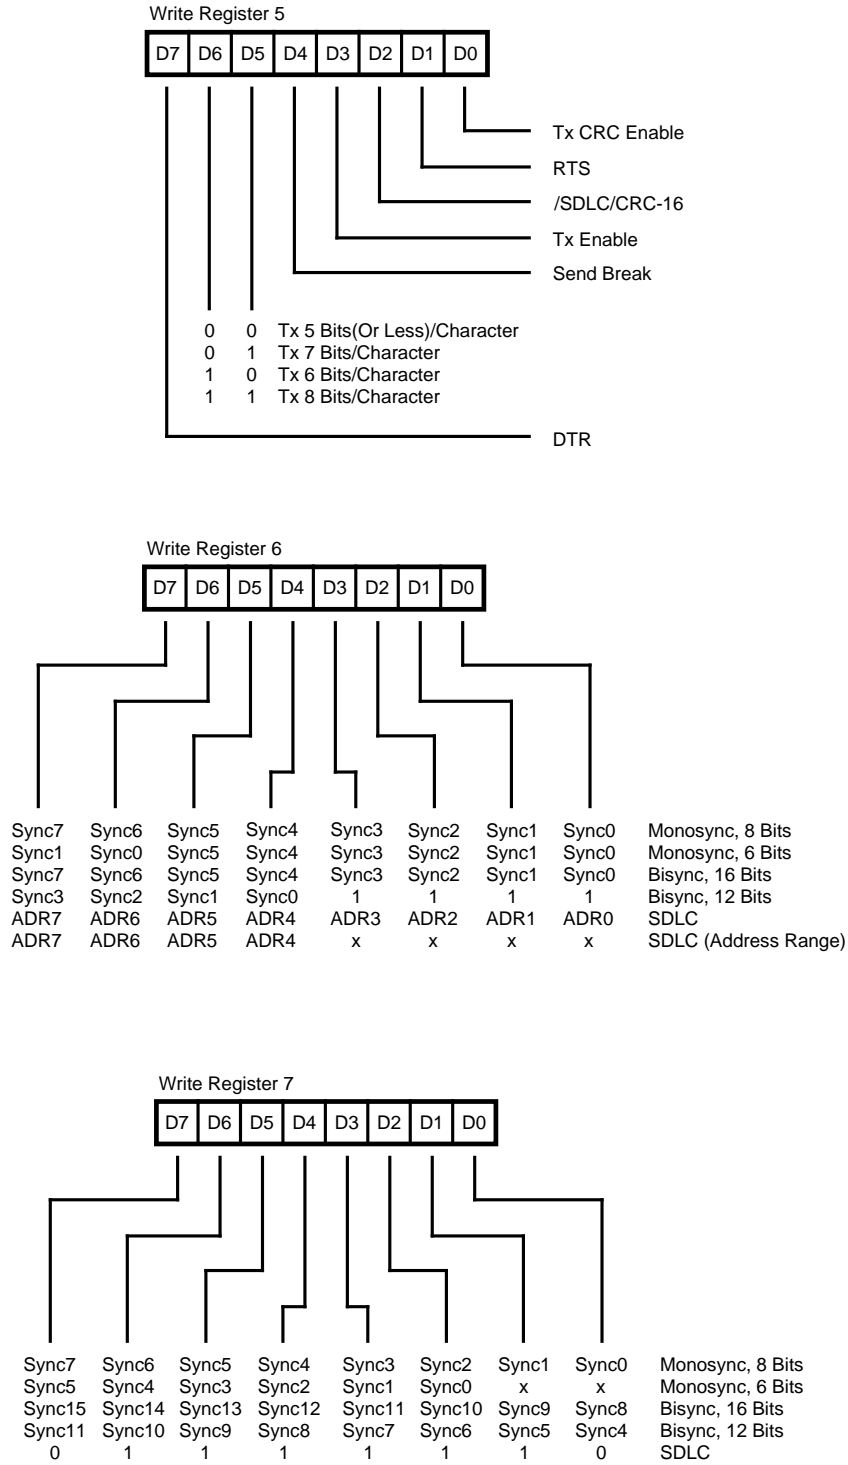 Write Register 5
D7 D6 D5 D4 D3 D2 D1 D0
Tx CRC Enable
RTS
/SDLC/CRC-16
Tx Enable
Send Break
0 0 Tx 5 Bits(Or Less)/Character
0 1 Tx 7 Bits/Character
1 0 Tx 6 Bits/Character
1 1 Tx 8 Bits/Character
DTR
Write Register 6
D7 D6 D5 D4 D3 D2 D1 D0
Sync7 Sync6 Sync5 Sync4 Sync3 Sync2 Sync1 Sync0 Monosync, 8 Bits
Sync1 Sync0 Sync5 Sync4 Sync3 Sync2 Sync1 Sync0 Monosync, 6 Bits
Sync7 Sync6 Sync5 Sync4 Sync3 Sync2 Sync1 Sync0 Bisync, 16 Bits
Sync3 Sync2 Sync1 Sync0 1 1 1 1 Bisync, 12 Bits
ADR7 ADR6 ADR5 ADR4 ADR3 ADR2 ADR1 ADR0 SDLC
ADR7 ADR6 ADR5 ADR4 x x x x SDLC (Address Range)
Write Register 7
D7 D6 D5 D4 D3 D2 D1 D0
Sync7 Sync6 Sync5 Sync4 Sync3 Sync2 Sync1 Sync0 Monosync, 8 Bits
Sync5 Sync4 Sync3 Sync2 Sync1 Sync0 x x Monosync, 6 Bits
Sync15 Sync14 Sync13 Sync12 Sync11 Sync10 Sync9 Sync8 Bisync, 16 Bits
Sync11 Sync10 Sync9 Sync8 Sync7 Sync6 Sync5 Sync4 Bisync, 12 Bits
0 1 1 1 1 1 1 0 SDLC